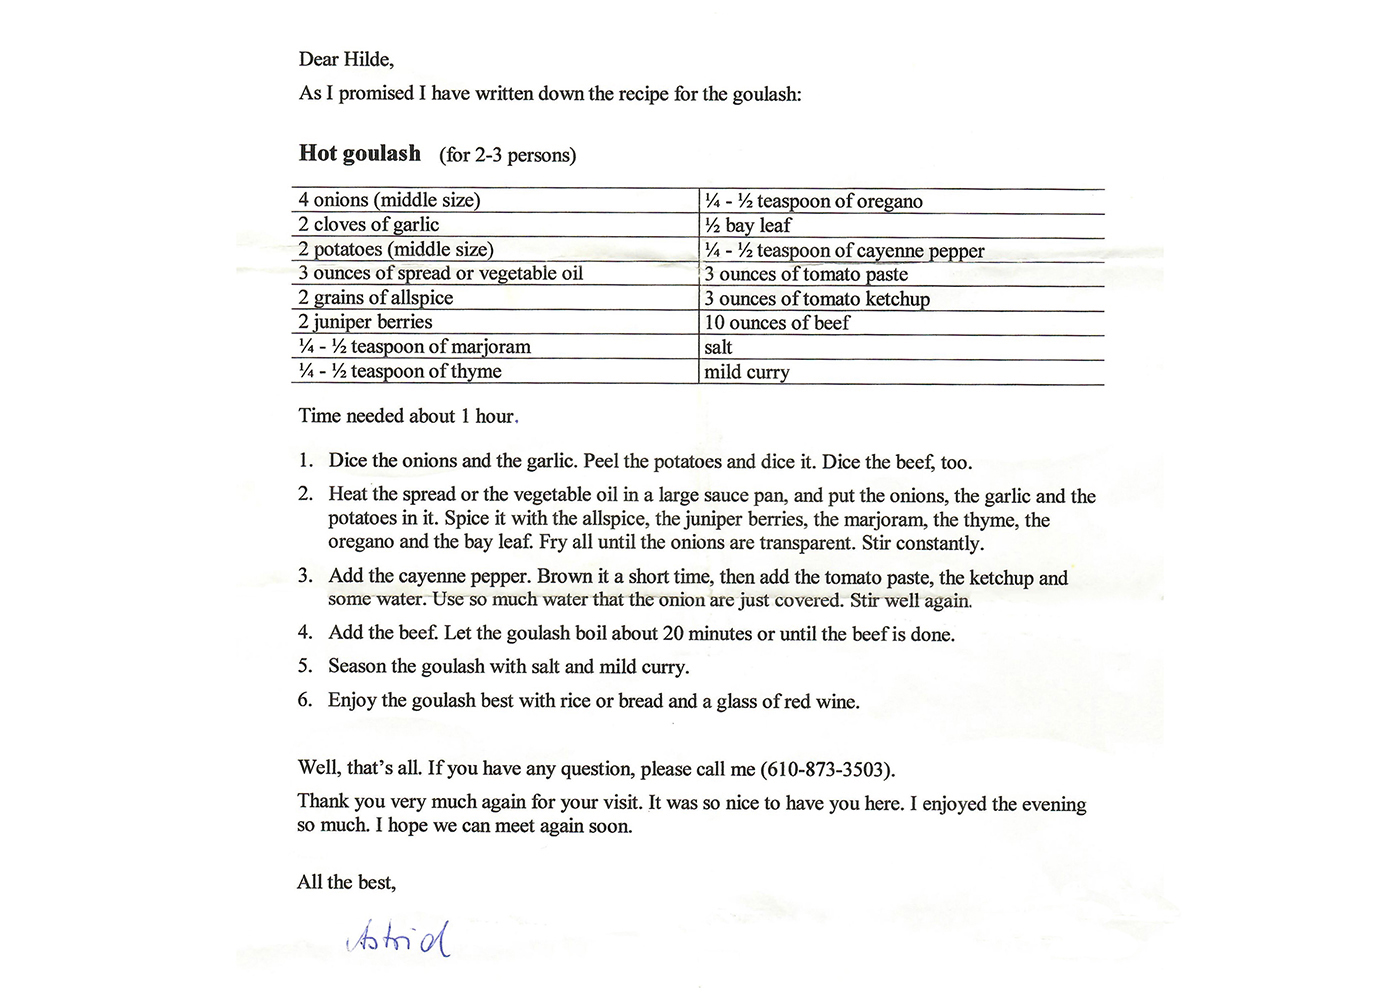 Dear Hilde,
As I promised I have written down the recipe for the goulash:
Hot goulash (for 2-3 persons)
4 onions (middle size) ¼ - ½ teaspoon of oregano
2 cloves of garlic ½ bay leaf
2 potatoes (middle size) ¼ - ½ teaspoon of cayenne pepper
3 ounces of spread or vegetable oil 3 ounces of tomato paste
2 grains of allspice 3 ounces of tomato ketchup
2 juniper berries 10 ounces of beef
¼ - ½ teaspoon of marjoram salt
¼ - ½ teaspoon of thyme mild curry
Time needed about 1 hour.
1. Dice the onions and the garlic. Peel the potatoes and dice it. Dice the beef, too.
2. Heat the spread or the vegetable oil in a large sauce pan, and put the onions, the garlic and the
potatoes in it. Spice it with the allspice, the juniper berries, the marjoram, the thyme, the
oregano and the bay leaf. Fry all until the onions are transparent. Stir constantly.
3. Add the cayenne pepper. Brown it a short time, then add the tomato paste, the ketchup and
some water. Use so much water that the onion are just covered. Stir well again.
4. Add the beef. Let the goulash boil about 20 minutes or until the beef is done.
5. Season the goulash with salt and mild curry.
6. Enjoy the goulash best with rice or bread and a glass of red wine.
Well, that's all. If you have any question, please call me (610-873-3503).
Thank you very much again for your visit. It was so nice to have you here. I enjoyed the evening
so much. I hope we can meet again soon.
All the best,
Astrid